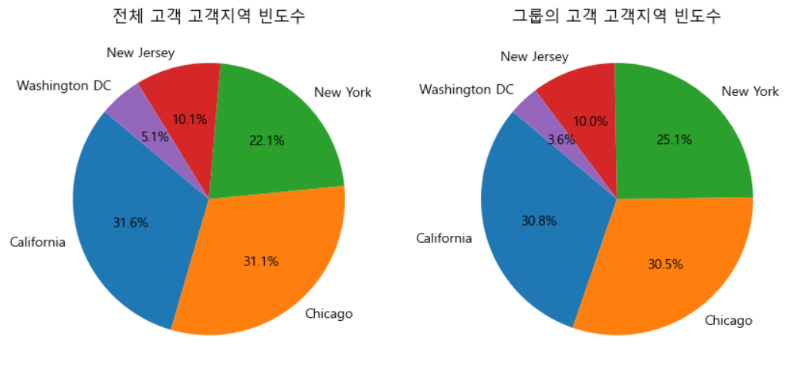 전체 고객 고객지역 빈도수
New Jersey
Washington DC
New York
10.1%
5.1%
22.1%
31.6%
California
31.1%
Chicago
그룹의 고객 고객지역 빈도수
New Jersey
Washington DC
New York
10.0%
3.6%
25.1%
30.8%
California
30.5%
Chicago